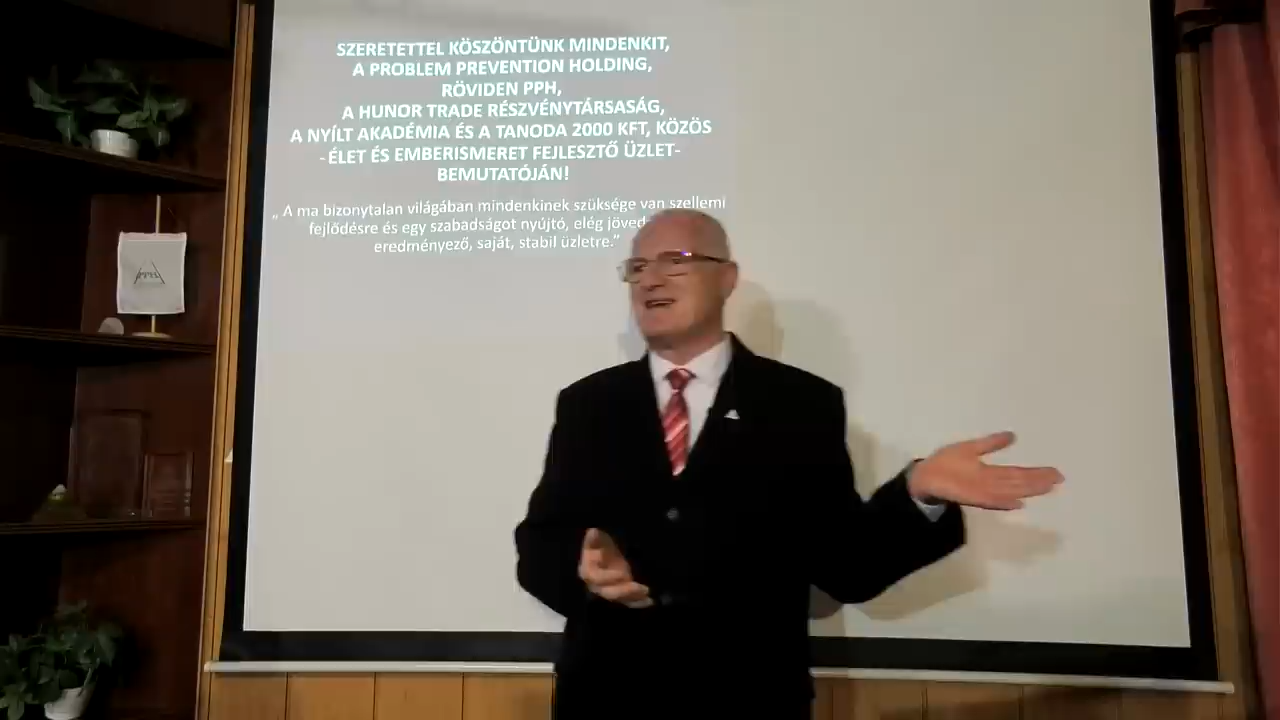 SZERETETTEL KÖSZÖNTÜNK MINDENKIT,
A PROBLEM PREVENTION HOLDING,
RÖVIDEN PPH,
A HUNOR TRADE RÉSZVÉNYTÁRSASÁG,
A NYÍLT AKADÉMIA ÉS A TANODA 2000 KFT, KÖZÖS
-ÉLET ÉS EMBERISMERET FEJLESZTŐ ÜZLET-
BEMUTATÓJÁN!
„ A ma bizonytalan világában mindenkinek szüksége van szellemi
fejlődésre és egy szabadságot nyújtó, elég
eredményező, saját, stabil üzletre.”